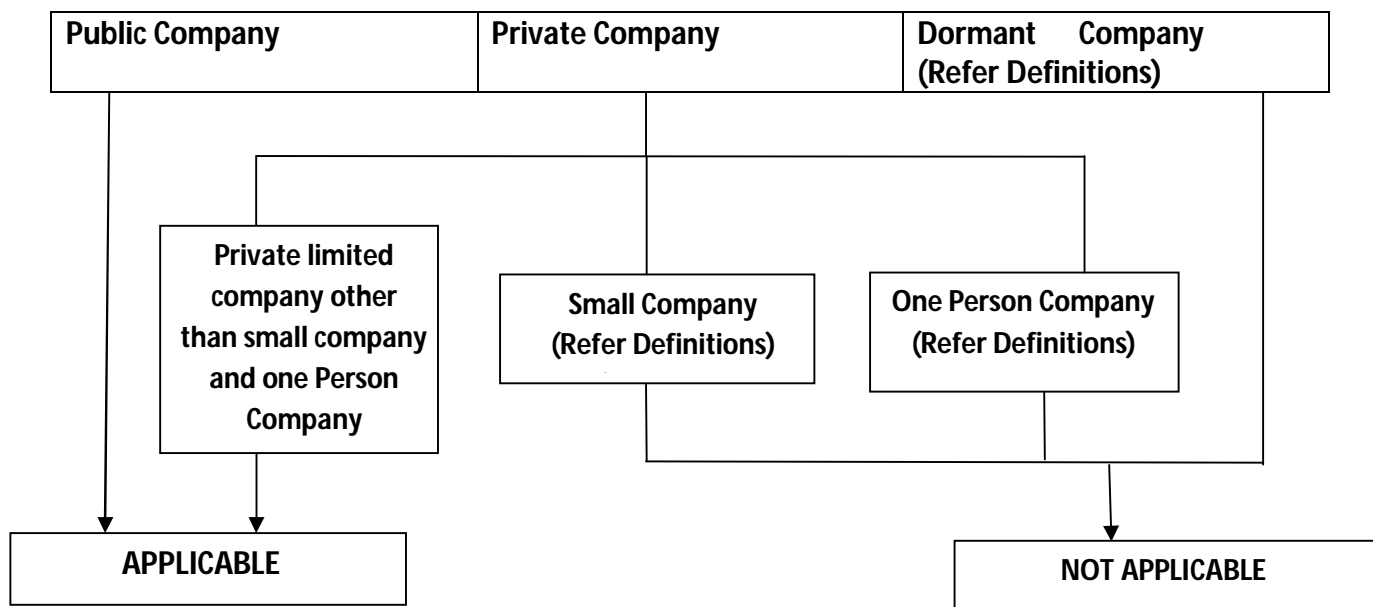 Public Company
Private Company
Dormant Company
(Refer Definitions)
Private limited
company other
than small company
and one Person
Company
Small Company
(Refer Definitions)
One Person Company
(Refer Definitions)
APPLICABLE
NOT APPLICABLE